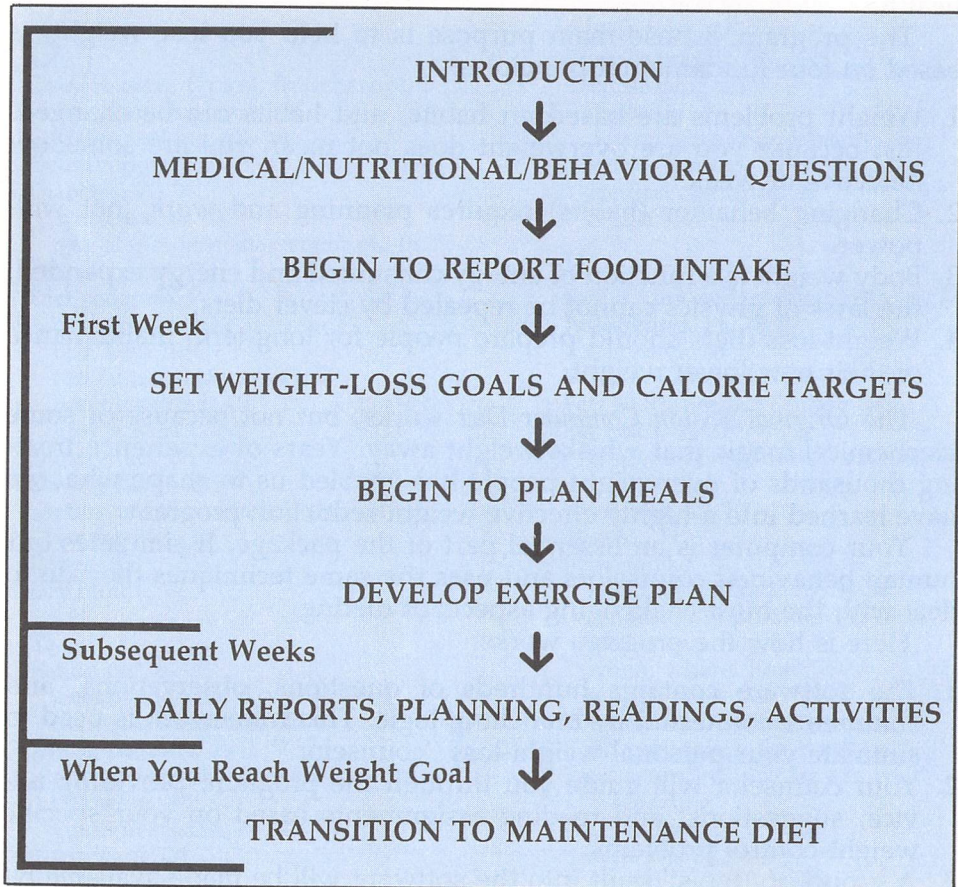 INTRODUCTION
MEDICAL/NUTRITIONAL/BEHAVIORAL QUESTIONS
BEGIN TO REPORT FOOD INTAKE
First Week
SET WEIGHT-LOSS GOALS AND CALORIE TARGETS
BEGIN TO PLAN MEALS
DEVELOP EXERCISE PLAN
Subsequent Weeks
DAILY REPORTS, PLANNING, READINGS, ACTIVITIES
When You Reach Weight Goal
TRANSITION TO MAINTENANCE DIET